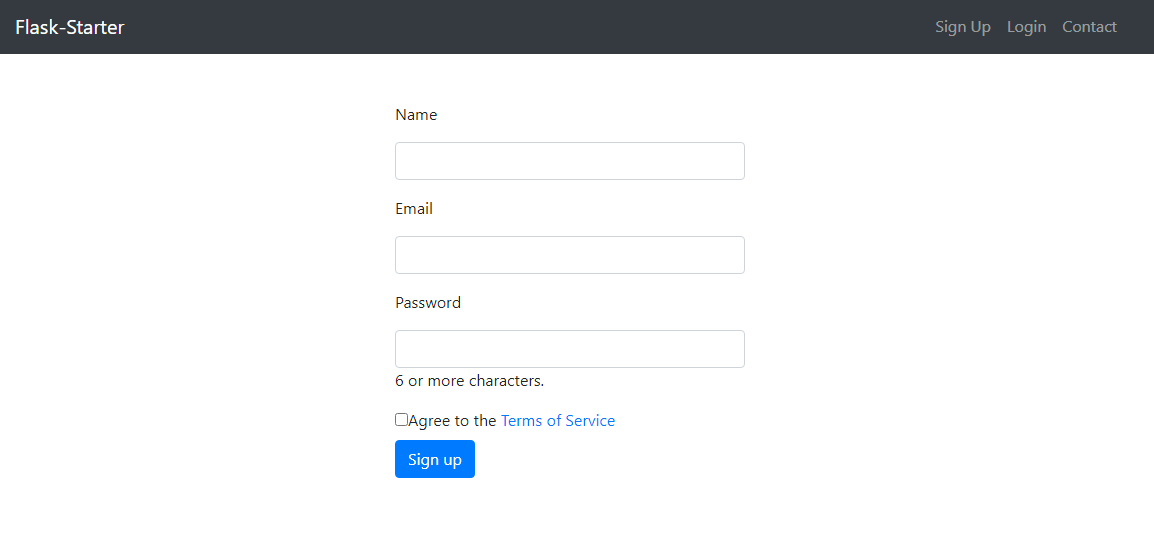 Flask-Starter Sign Up Login Contact
Name
Email
Password
6 or more characters.
Agree to the Terms of Service
Sign up